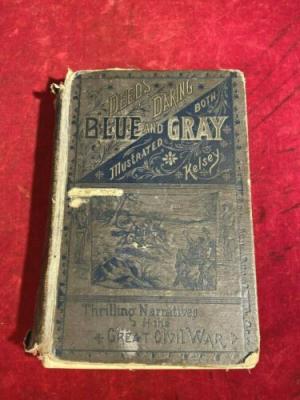 DEEDS
DARING
BOTH
BLUE AND GRAY
ILLUSTRATED
Kelsey
Thrilling Narratives
of the
GREAT CIVIL WAR